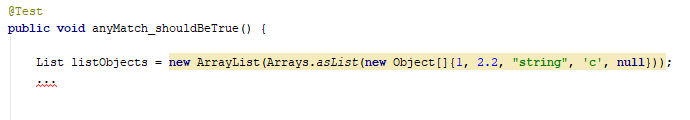 @Test
public void anyMatch_shouldBeTrue() {
List listObjects = new ArrayList(Arrays.asList(new Object[]{1, 2.2, "string", 'c', null}));
...